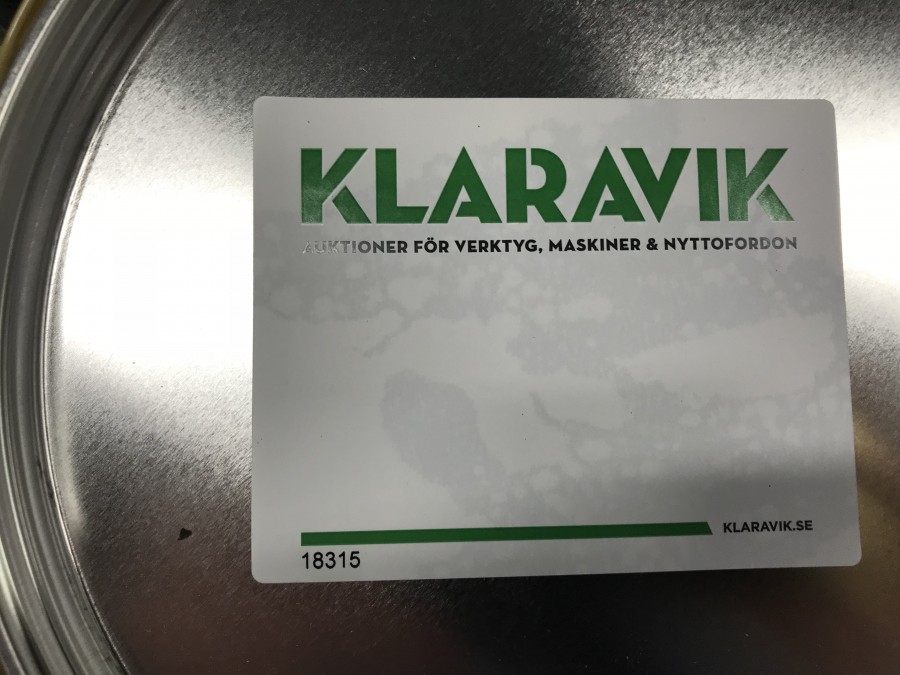 KLARAVIK
AUKTIONER FÖR VERKTYG, MASKINER & NYTTOFORDON
KLARAVIK.SE
18315